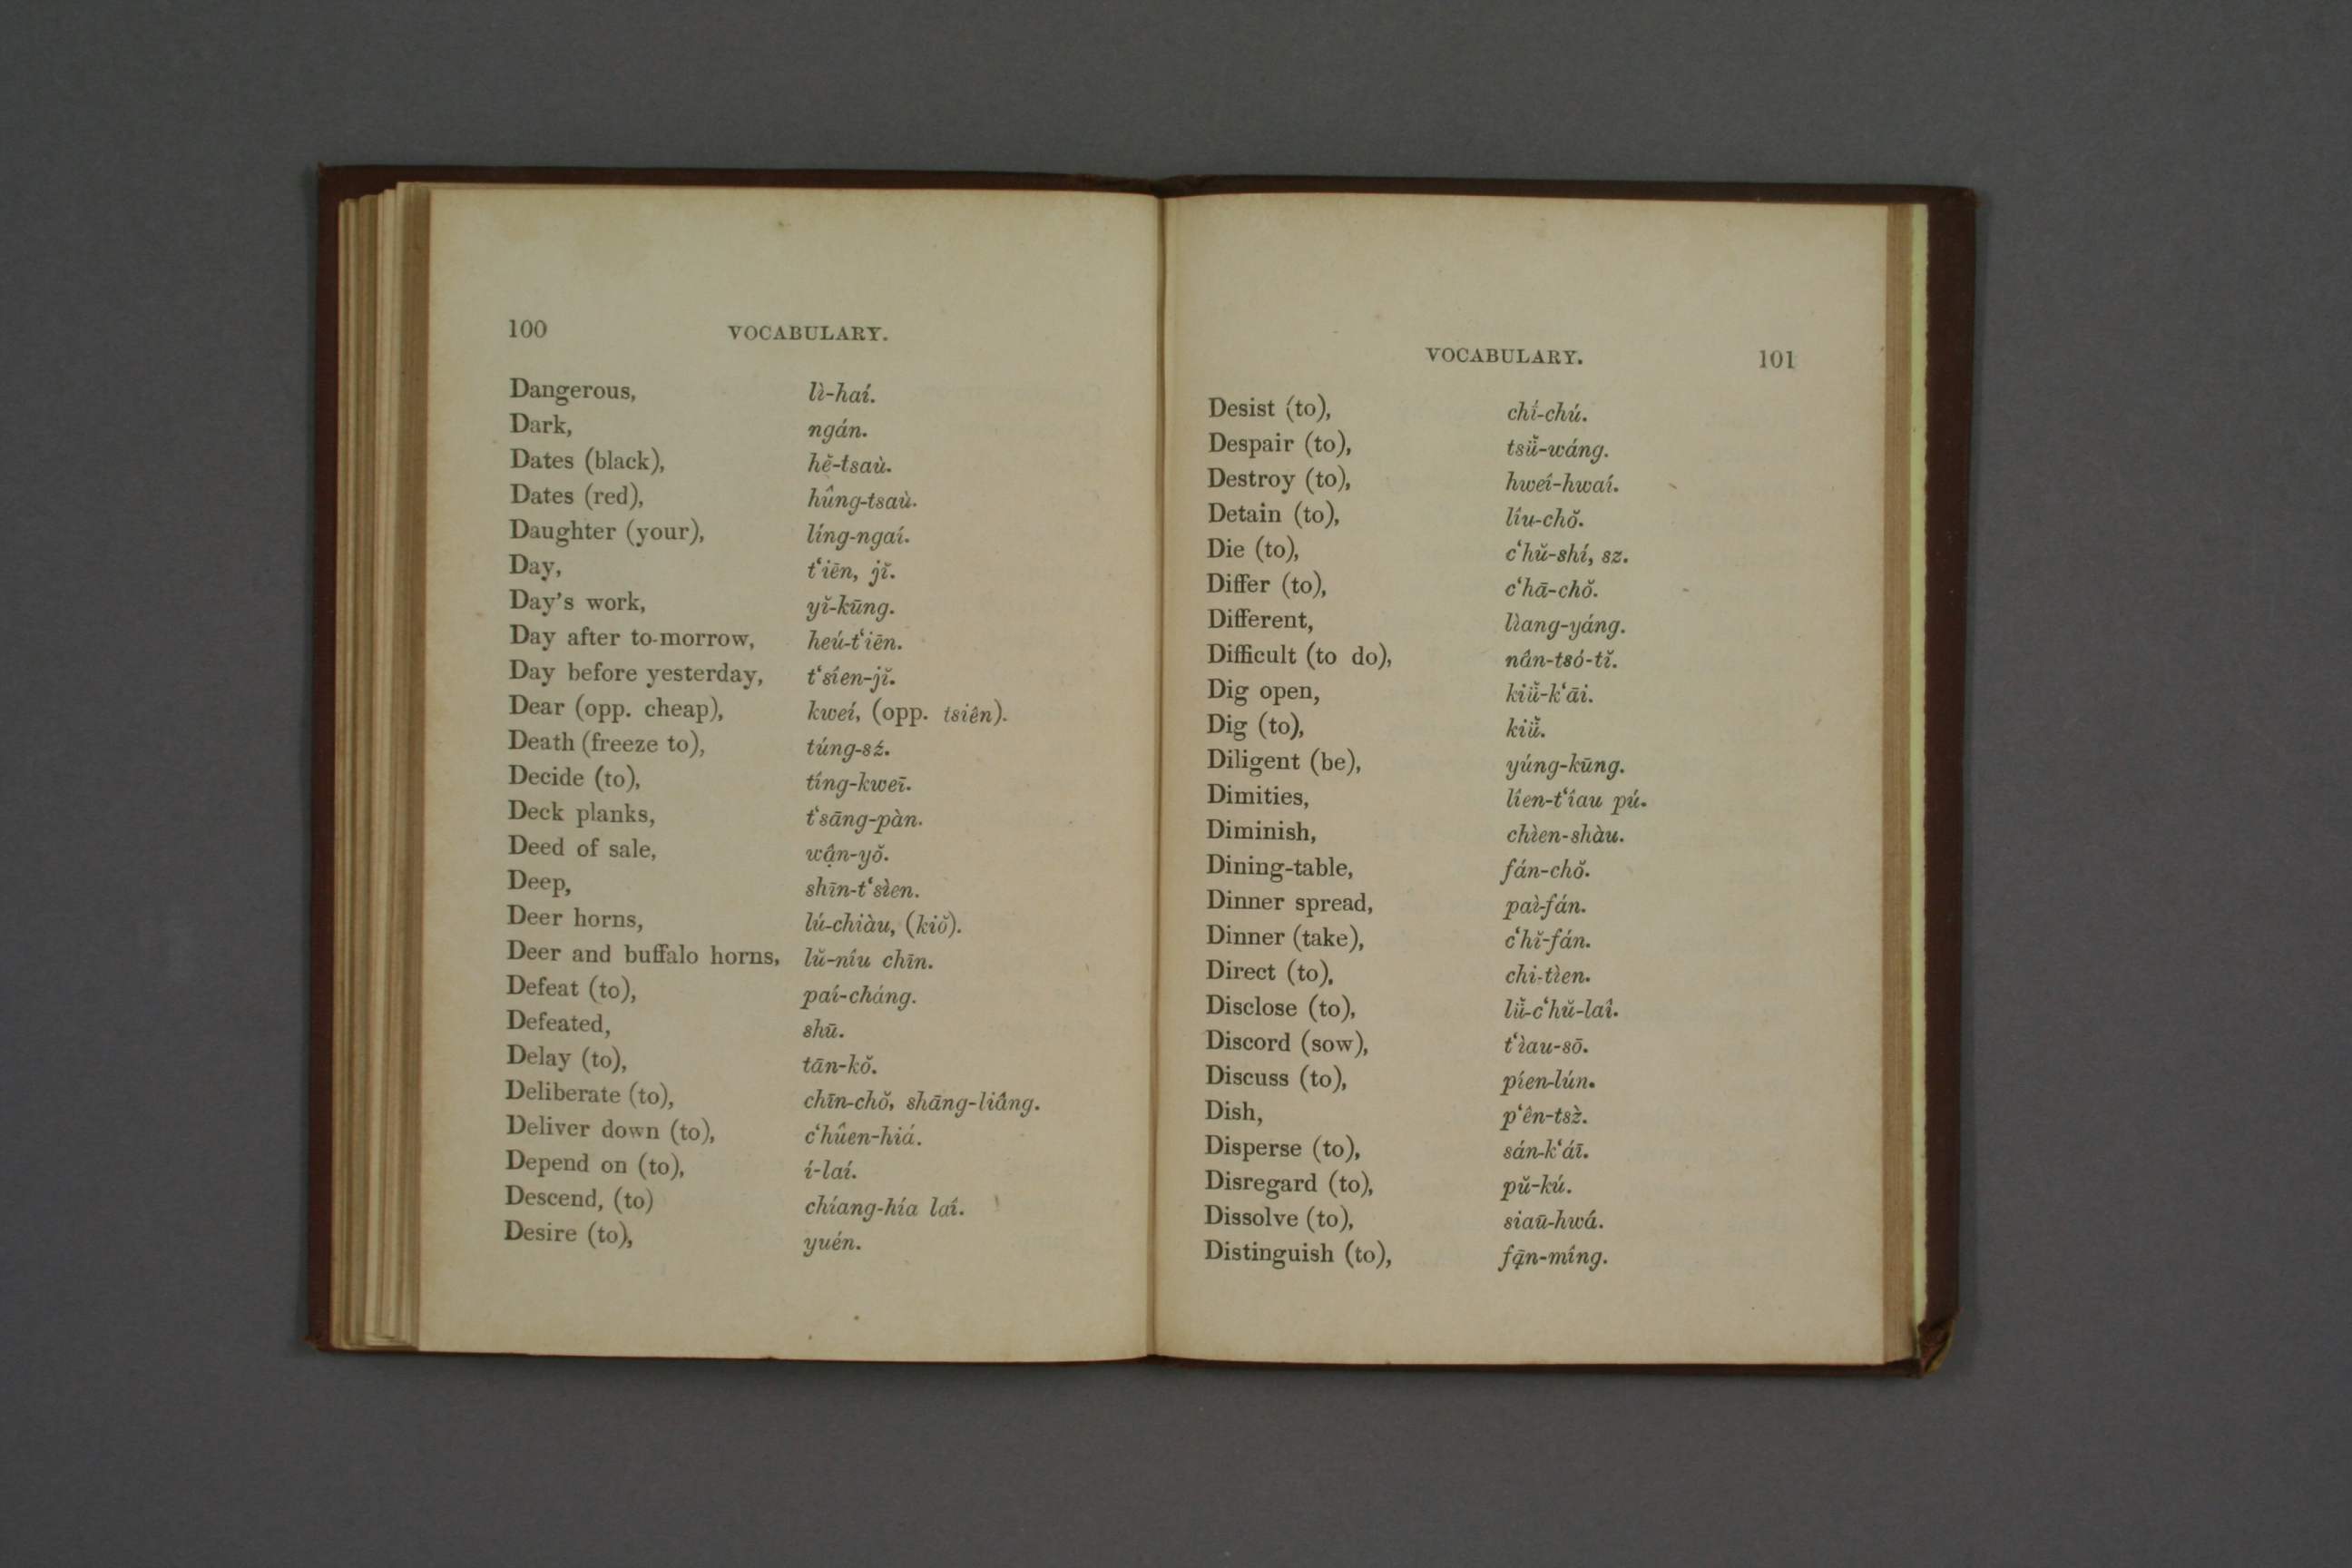 100 VOCABULARY.
Dangerous, lì-haí.
Dark, ngán.
Dates (black), hĕ-tsaù.
Dates (red), hûng-tsaù.
Daughter (your), líng-ngaí.
Day, t‘iēn, jĭ.
Day's work, yĭ-kūng.
Day after to-morrow, heú-t‘iēn.
Day before yesterday, t‘síen-jĭ.
Dear (opp. cheap), kweí, (opp. tsiên).
Death (freeze to), túng-sź.
Decide (to), tíng-kweī.
Deck planks, t‘sāng-pàn.
Deed of sale, wận-yŏ.
Deep, shīn-t‘sìen.
Deer horns, lú-chiàu, (kiŏ).
Deer and buffalo horns, lŭ-níu chīn.
Defeat (to), paí-cháng.
Defeated, shū.
Delay (to), tān-kŏ.
Deliberate (to), chīn-chŏ, shāng-liâng.
Deliver down (to), c‘hûen-hiá.
Depend on (to), í-laí.
Descend, (to) chíang-hía laî.
Desire (to), yuén.
VOCABULARY. 101
Desist (to), chí-chú.
Despair (to), tsü̆-wáng.
Destroy (to), hweí-hwaí.
Detain (to), líu-chŏ.
Die (to), c‘hŭ-shí, sz.
Differ (to), c‘hā-chŏ.
Different, lìang-yáng.
Difficult (to do), nân-tsó-tĭ.
Dig open, kiü̆-k‘āi.
Dig (to), kiü̆.
Diligent (be), yúng-kūng.
Dimities, lîen-t‘íau pú.
Diminish, chìen-shàu.
Dining-table, fán-chŏ.
Dinner spread, paì-fán.
Dinner (take), c‘hĭ-fán.
Direct (to), chi-tìen.
Disclose (to), lü̆-c‘hŭ-laî.
Discord (sow), t‘ìau-sō.
Discuss (to), píen-lún.
Dish, p‘ên-tsz̀.
Disperse (to), sán-k‘áī.
Disregard (to), pŭ-kú.
Dissolve (to), siaū-hwá.
Distinguish (to), fạ̄n-míng.